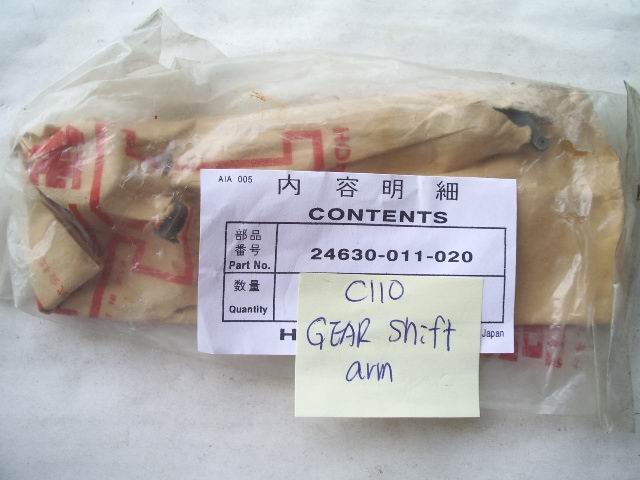 AIA 005
内容明細
CONTENTS
部品
番号
Part No.
24630-011-020
数量
Quantity
H
Japan
C110
GEAR Shift
arm